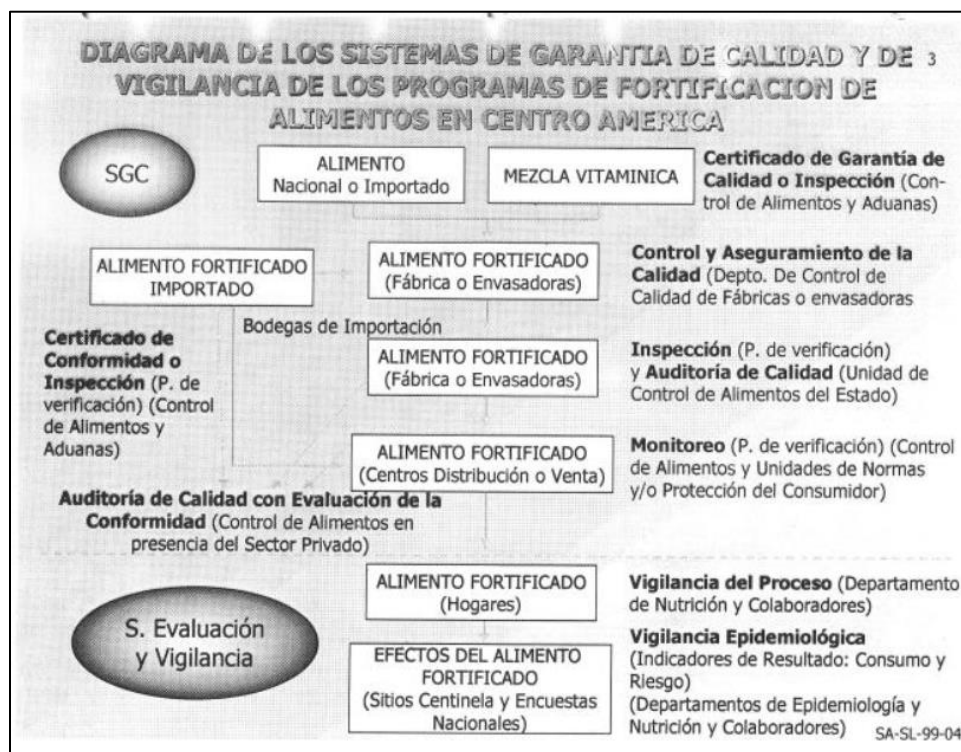 DIAGRAMA DE LOS SISTEMAS DE GARANTIA DE CALIDAD Y DE 3
VIGILANCIA DE LOS PROGRAMAS DE FORTIFICACION DE
ALIMENTOS EN CENTRO AMERICA
SGC
ALIMENTO
Nacional o Importado
MEZCLA VITAMINICA
Certificado de Garantía de
Calidad o Inspección (Con-
trol de Alimentos y Aduanas)
ALIMENTO FORTIFICADO
IMPORTADO
ALIMENTO FORTIFICADO
(Fábrica o Envasadoras)
Control y Aseguramiento de la
Calidad (Depto. De Control de
Calidad de Fábricas o envasadoras
Bodegas de Importación
Certificado de
Conformidad o
Inspección (P. de
verificación) (Control
de Alimentos y
Aduanas)
ALIMENTO FORTIFICADO
(Fábrica o Envasadoras)
Inspección (P. de verificación)
y Auditoría de Calidad (Unidad de
Control de Alimentos del Estado)
ALIMENTO FORTIFICADO
(Centros Distribución o Venta)
Monitoreo (P. de verificación) (Control
de Alimentos y Unidades de Normas
y/o Protección del Consumidor)
Auditoría de Calidad con Evaluación de la
Conformidad (Control de Alimentos en
presencia del Sector Privado)
ALIMENTO FORTIFICADO
(Hogares)
Vigilancia del Proceso (Departamento
de Nutrición y Colaboradores)
S. Evaluación
y Vigilancia
EFECTOS DEL ALIMENTO
FORTIFICADO
(Sitios Centinela y Encuestas
Nacionales)
Vigilancia Epidemiológica
(Indicadores de Resultado: Consumo y
Riesgo)
(Departamentos de Epidemiología y
Nutrición y Colaboradores)
SA-SL-99-04